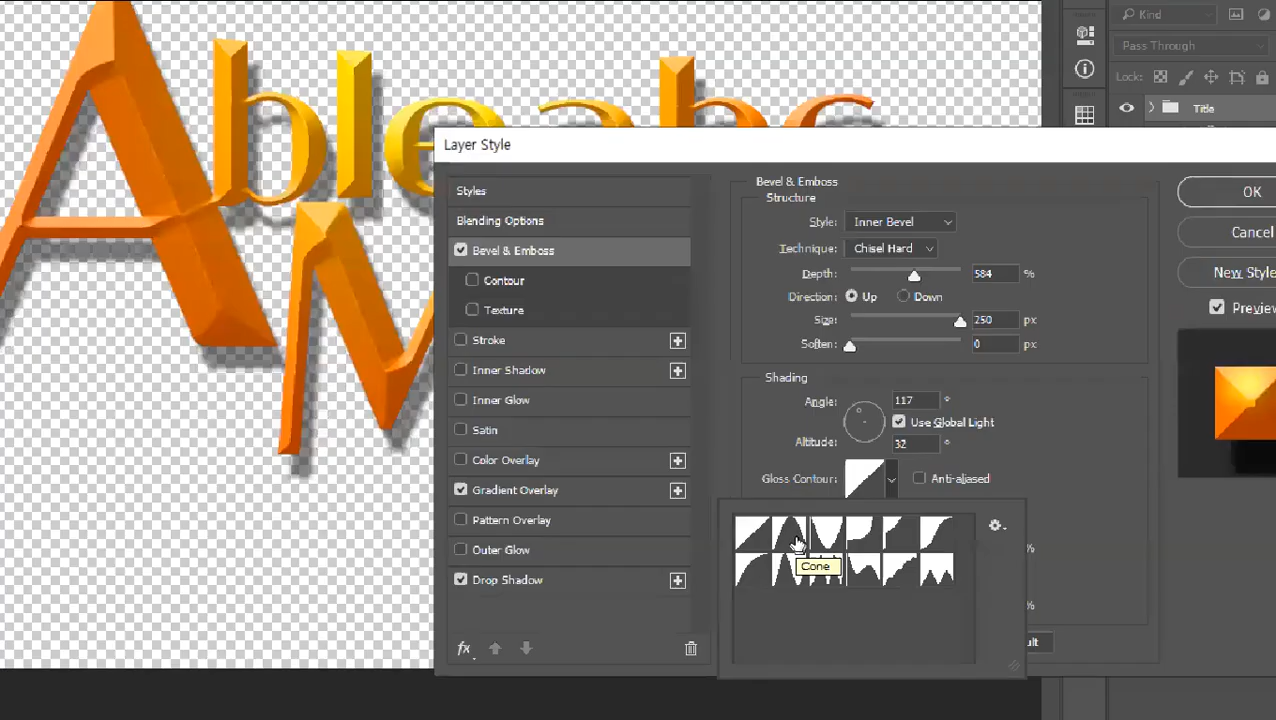 Kind
Pass Through
Lock:
Title
Able abc
M
Layer Style
Styles
Blending Options
Bevel & Emboss
Contour
Texture
Stroke
Inner Shadow
Inner Glow
Satin
Color Overlay
Gradient Overlay
Pattern Overlay
Outer Glow
Drop Shadow
fx
Bevel & Emboss
Structure
Style: Inner Bevel
Technique: Chisel Hard
Depth: 584 %
Direction: Up Down
Size: 250 px
Soften: 0 px
Shading
Angle: 117 °
Use Global Light
Altitude: 32 °
Gloss Contour: Anti-aliased
Cone
%
%
OK
Cancel
New Style
Preview